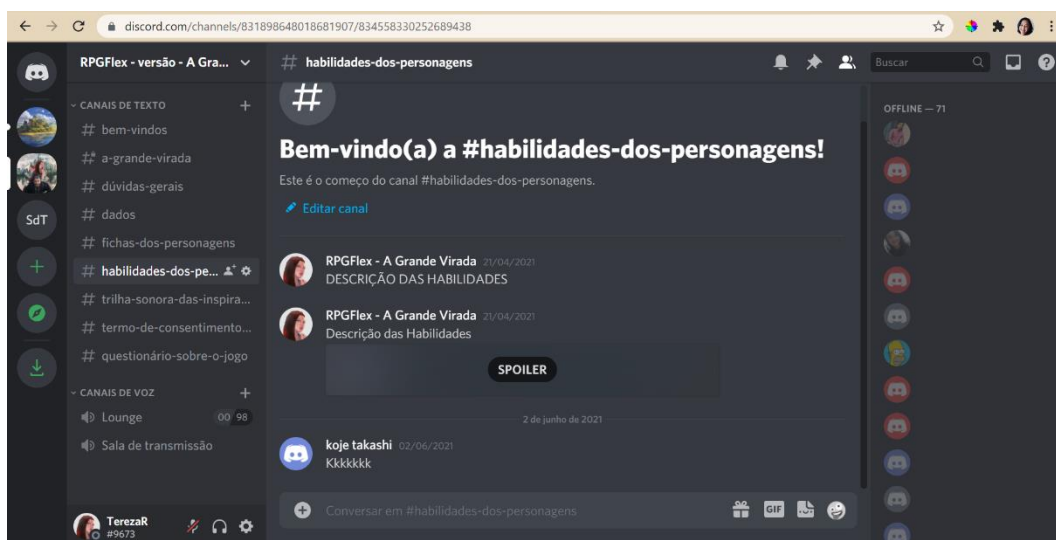 discord.com/channels/831898648018681907/834558330252689438
RPGFlex - versão - A Gra...
CANAIS DE TEXTO
# bem-vindos
# a-grande-virada
# dúvidas-gerais
# dados
# fichas-dos-personagens
# habilidades-dos-pe...
# trilha-sonora-das-inspira...
# termo-de-consentimento...
# questionário-sobre-o-jogo
CANAIS DE VOZ
Lounge 00 98
Sala de transmissão
SdT
TerezaR
#9673
# habilidades-dos-personagens
Buscar
#
Bem-vindo(a) a #habilidades-dos-personagens!
Este é o começo do canal #habilidades-dos-personagens.
Editar canal
RPGFlex - A Grande Virada 21/04/2021
DESCRIÇÃO DAS HABILIDADES
RPGFlex - A Grande Virada 21/04/2021
Descrição das Habilidades
SPOILER
2 de junho de 2021
koje takashi 02/06/2021
Kkkkkkk
Conversar em #habilidades-dos-personagens
GIF
OFFLINE — 71